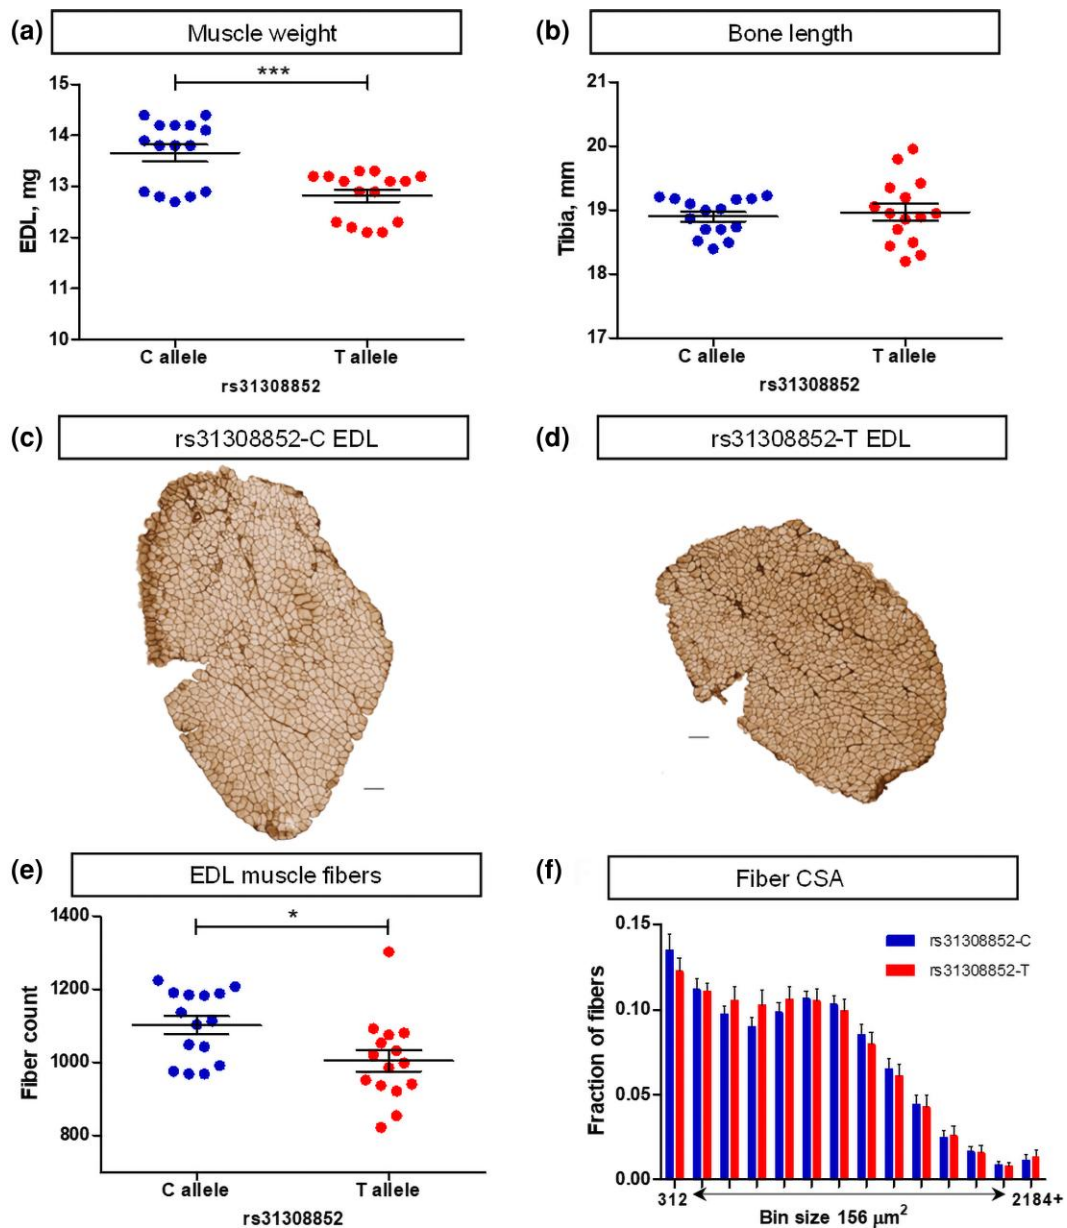 (a) Muscle weight
***
15
14
13
12
11
10
EDL, mg
C allele T allele
rs31308852
(b) Bone length
21
20
19
18
17
Tibia, mm
C allele T allele
rs31308852
(c) rs31308852-C EDL
(d) rs31308852-T EDL
(e) EDL muscle fibers
*
1400
1200
1000
800
Fiber count
C allele T allele
rs31308852
(f) Fiber CSA
0.15
0.10
0.05
0.00
Fraction of fibers
rs31308852-C
rs31308852-T
312 2184+
Bin size 156 μm²